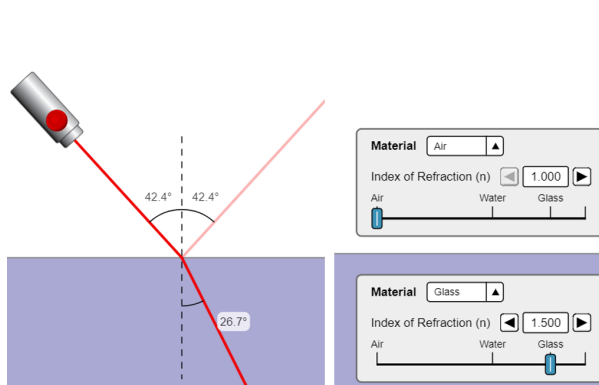 42.4° 42.4°
26.7°
Material Air
Index of Refraction (n) 1.000
Air Water Glass
Material Glass
Index of Refraction (n) 1.500
Air Water Glass